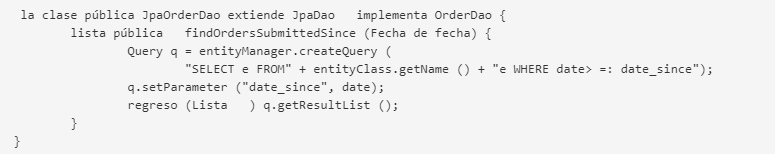 la clase pública JpaOrderDao extiende JpaDao   implementa OrderDao {
lista pública   findOrdersSubmittedSince (Fecha de fecha) {
Query q = entityManager.createQuery (
"SELECT e FROM" + entityClass.getName () + "e WHERE date> =: date_since");
q.setParameter ("date_since", date);
regreso (Lista   ) q.getResultList ();
}
}